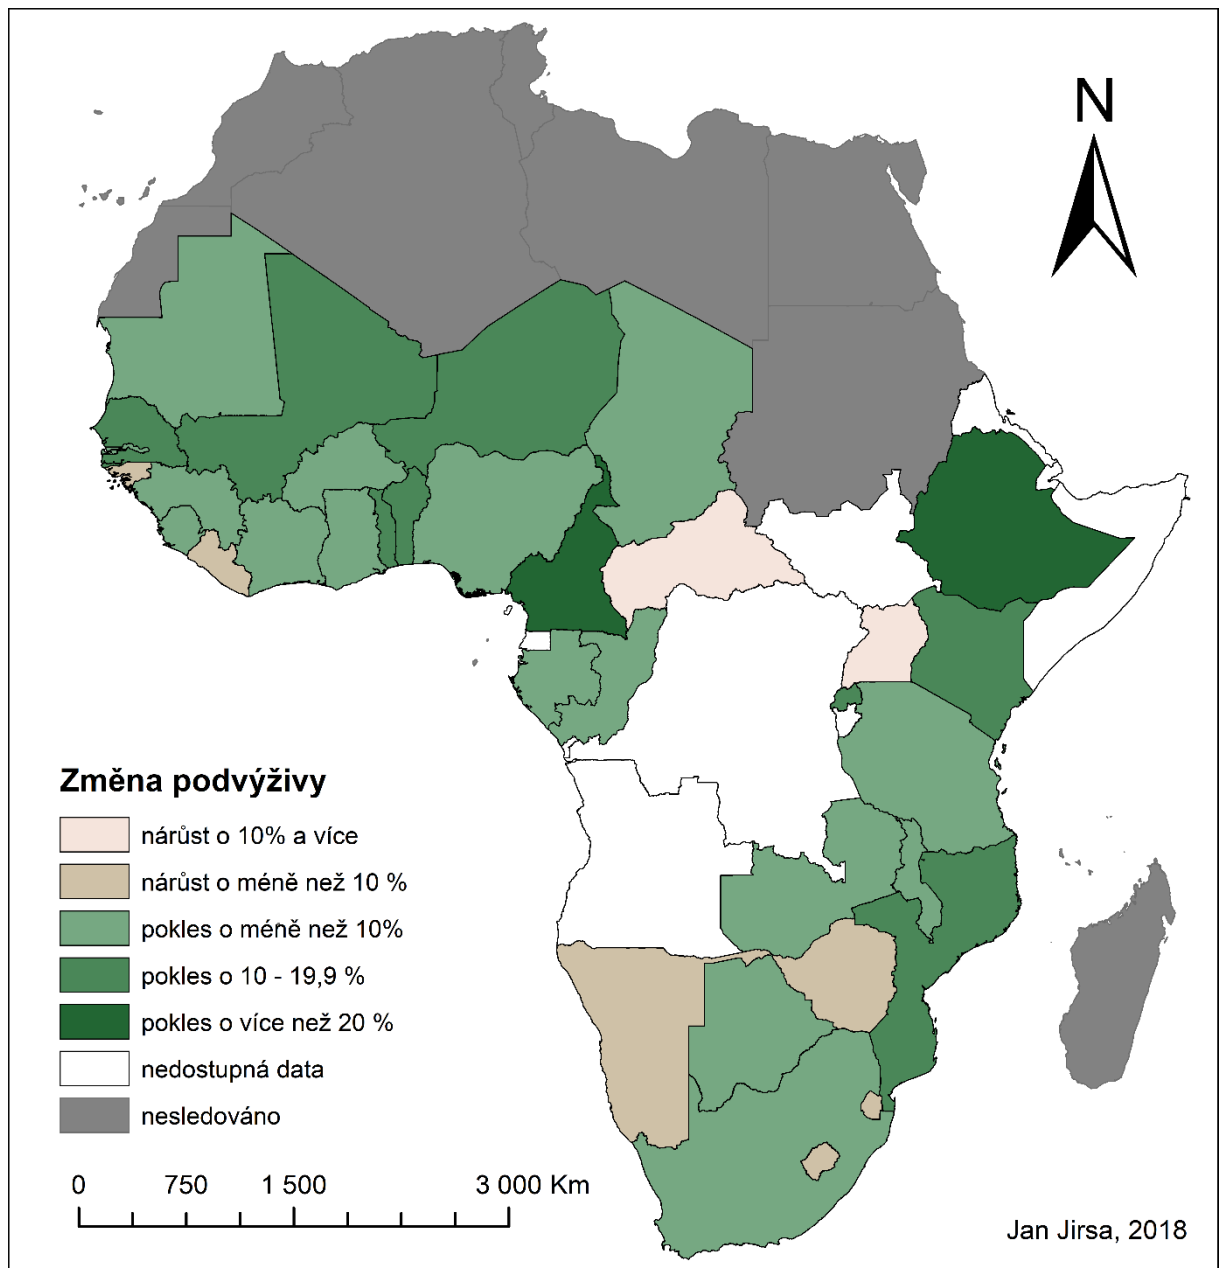 N
Změna podvýživy
nárůst o 10% a více
nárůst o méně než 10 %
pokles o méně než 10%
pokles o 10 - 19,9 %
pokles o více než 20 %
nedostupná data
nesledováno
0 750 1 500 3 000 Km
Jan Jirsa, 2018